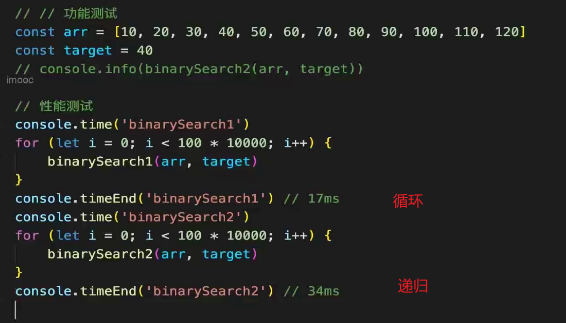 // // 功能测试
const arr = [10, 20, 30, 40, 50, 60, 70, 80, 90, 100, 110, 120]
const target = 40
// console.info(binarySearch2(arr, target))
imooc
// 性能测试
console.time('binarySearch1')
for (let i = 0; i < 100 * 10000; i++) {
    binarySearch1(arr, target)
}
console.timeEnd('binarySearch1') // 17ms 循环
console.time('binarySearch2')
for (let i = 0; i < 100 * 10000; i++) {
    binarySearch2(arr, target)
}
console.timeEnd('binarySearch2') // 34ms 递归